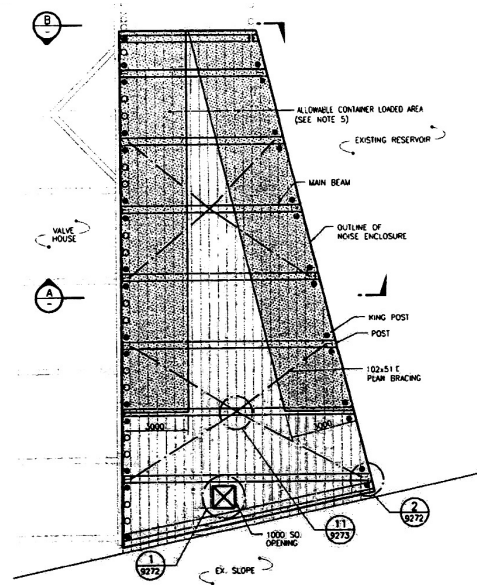 B
-
ALLOWABLE CONTAINER LOADED AREA
(SEE NOTE 5)
EXISTING RESERVOIR
MAIN BEAM
VALVE
HOUSE
OUTLINE OF
NOISE ENCLOSURE
A
-
KING POST
POST
102x51 [
PLAN BRACING
3000
3000
1
9272
1000 SQ.
OPENING
11
9273
2
9272
EX. SLOPE